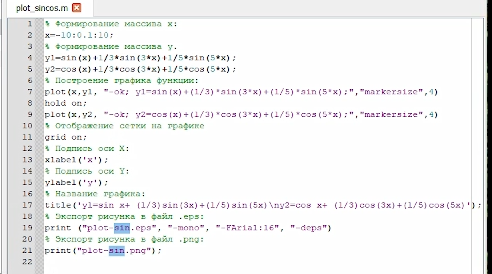 plot_sincos.m
1 % Формирование массива x:
2 x=-10:0.1:10;
3 % Формирование массива y.
4 y1=sin(x)+1/3*sin(3*x)+1/5*sin(5*x);
5 y2=cos(x)+1/3*cos(3*x)+1/5*cos(5*x);
6 % Построение графика функции:
7 plot(x,y1, "-ok; y1=sin(x)+(1/3)*sin(3*x)+(1/5)*sin(5*x);","markersize",4)
8 hold on;
9 plot(x,y2, "-ok; y2=cos(x)+(1/3)*cos(3*x)+(1/5)*cos(5*x);","markersize",4)
10 % Отображение сетки на графике
11 grid on;
12 % Подпись оси X:
13 xlabel('x');
14 % Подпись оси Y:
15 ylabel('y');
16 % Название графика:
17 title('y1=sin x+ (1/3)sin(3x)+(1/5)sin(5x)\ny2=cos x+ (1/3)cos(3x)+(1/5)cos(5x)');
18 % Экспорт рисунка в файл .eps:
19 print ("plot-sin.eps", "-mono", "-FArial:16", "-deps")
20 % Экспорт рисунка в файл .png:
21 print("plot-sin.png");
22